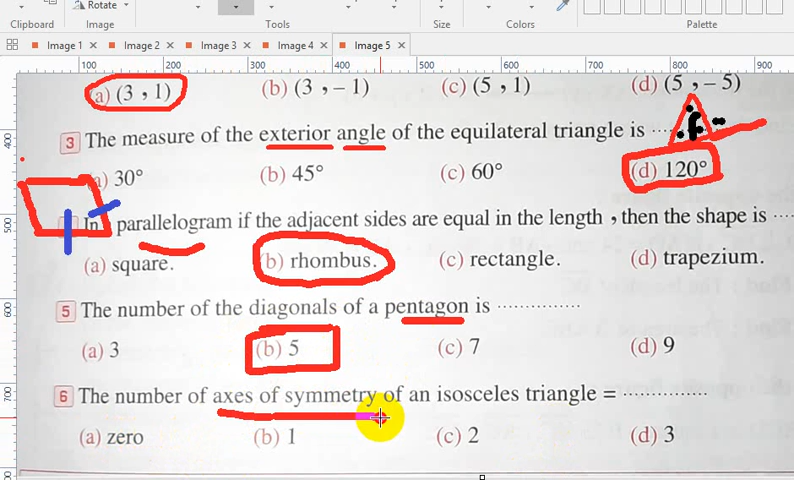 Rotate
Image
Clipboard Image Tools Size Colors Palette
Image 1 × Image 2 × Image 3 × Image 4 × Image 5 ×
100 200 300 400 500 600 700 800 900
(a) (3 , 1) (b) (3 , – 1) (c) (5 , 1) (d) (5 , – 5)
400
3 The measure of the exterior angle of the equilateral triangle is ···
(a) 30° (b) 45° (c) 60° (d) 120°
500
In parallelogram if the adjacent sides are equal in the length , then the shape is ····
(a) square. (b) rhombus. (c) rectangle. (d) trapezium.
600
5 The number of the diagonals of a pentagon is ··············
(a) 3 (b) 5 (c) 7 (d) 9
700
6 The number of axes of symmetry of an isosceles triangle = ··············
(a) zero (b) 1 (c) 2 (d) 3